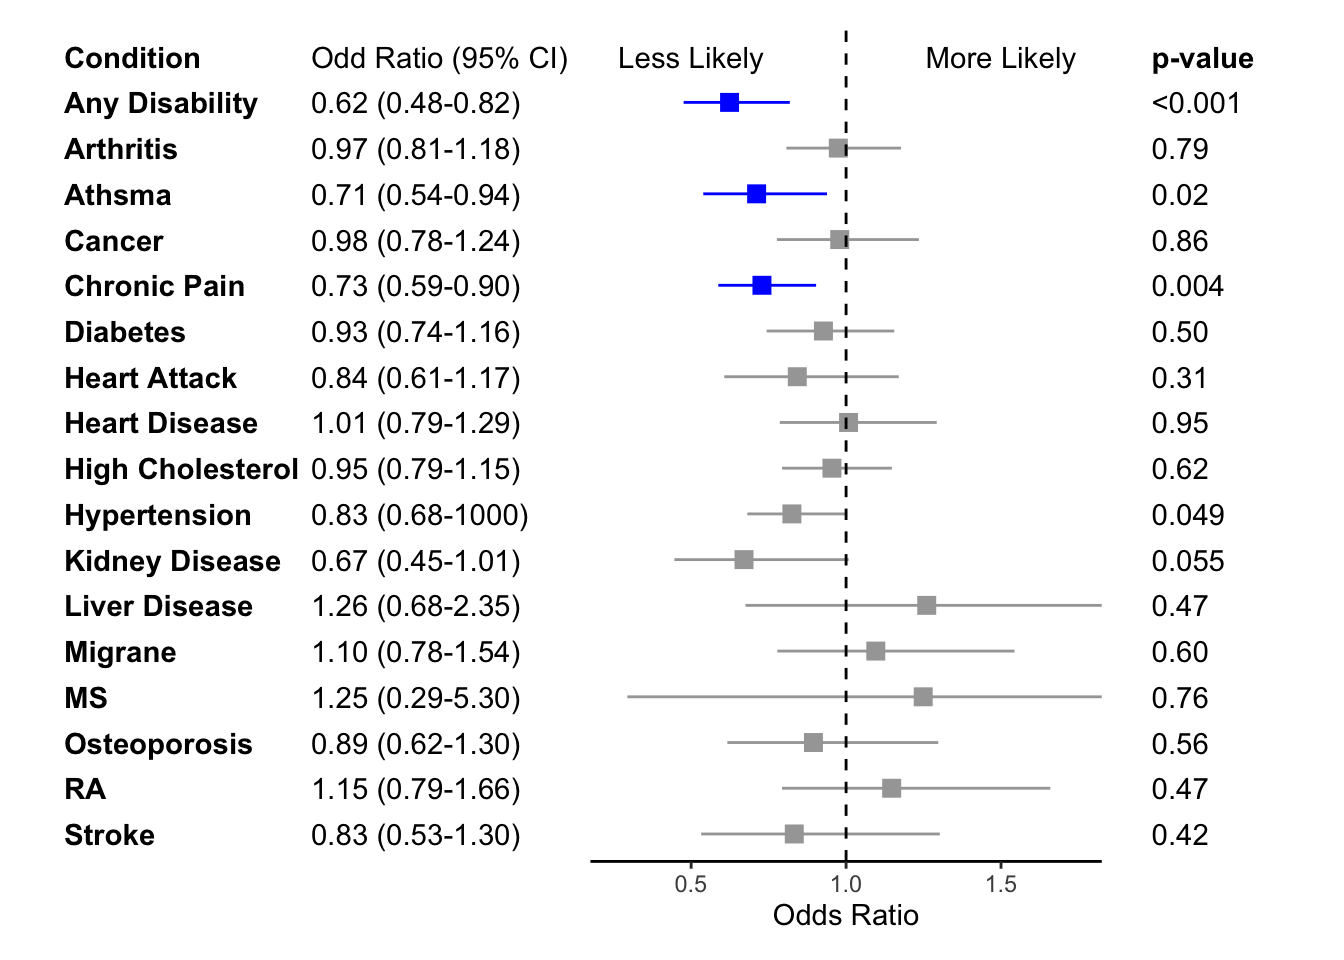 Condition Odd Ratio (95% CI) Less Likely More Likely p-value
Any Disability 0.62 (0.48-0.82) <0.001
Arthritis 0.97 (0.81-1.18) 0.79
Athsma 0.71 (0.54-0.94) 0.02
Cancer 0.98 (0.78-1.24) 0.86
Chronic Pain 0.73 (0.59-0.90) 0.004
Diabetes 0.93 (0.74-1.16) 0.50
Heart Attack 0.84 (0.61-1.17) 0.31
Heart Disease 1.01 (0.79-1.29) 0.95
High Cholesterol 0.95 (0.79-1.15) 0.62
Hypertension 0.83 (0.68-1000) 0.049
Kidney Disease 0.67 (0.45-1.01) 0.055
Liver Disease 1.26 (0.68-2.35) 0.47
Migrane 1.10 (0.78-1.54) 0.60
MS 1.25 (0.29-5.30) 0.76
Osteoporosis 0.89 (0.62-1.30) 0.56
RA 1.15 (0.79-1.66) 0.47
Stroke 0.83 (0.53-1.30) 0.42
0.5 1.0 1.5
Odds Ratio